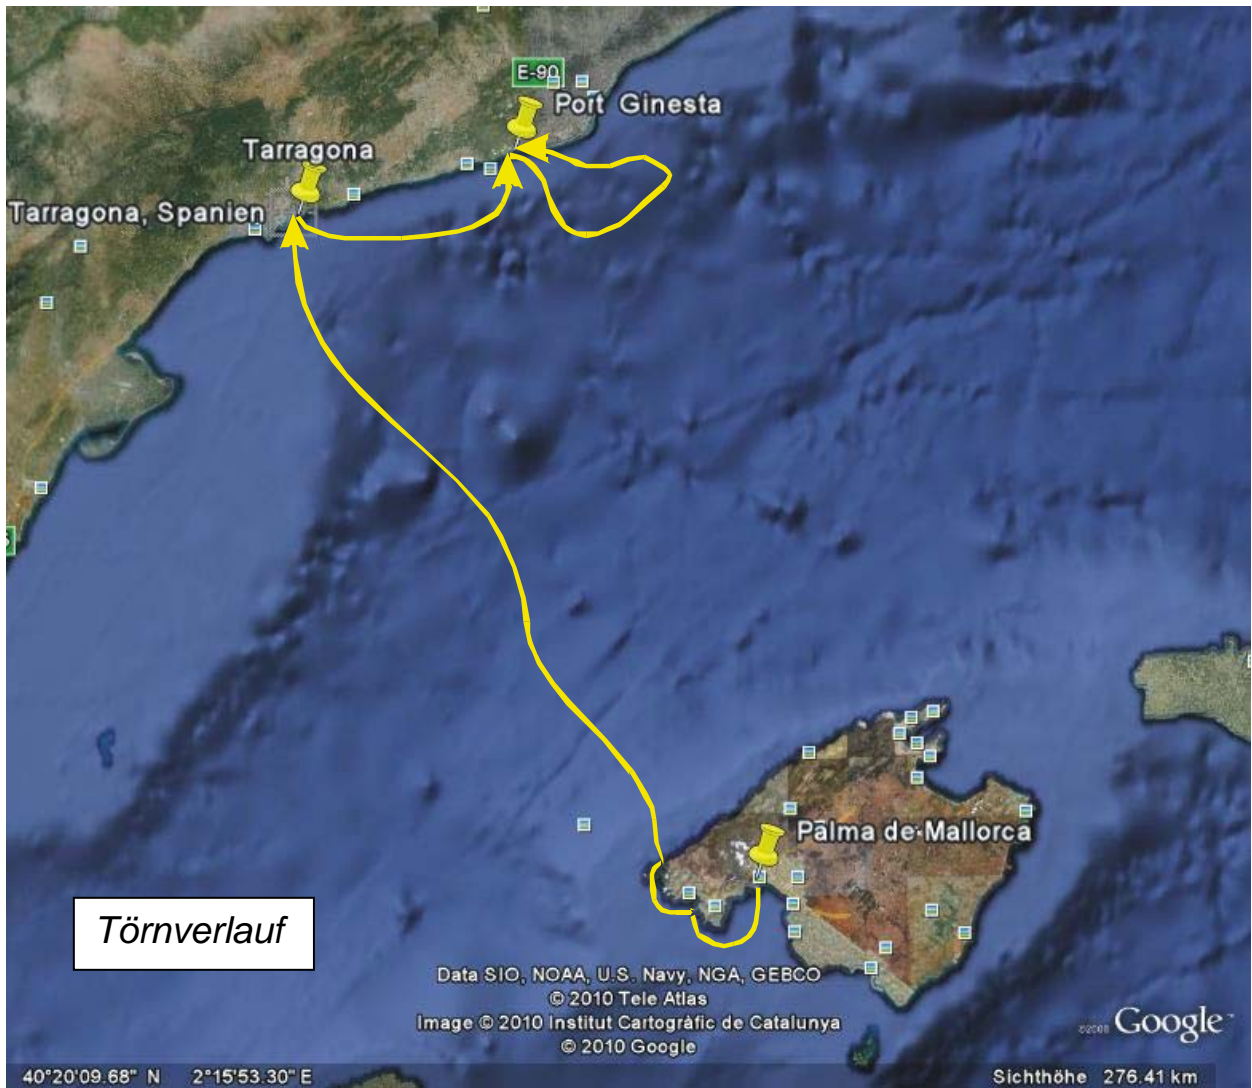 E-90
Port Ginesta
Tarragona
Tarragona, Spanien
Palma de Mallorca
Törnverlauf
Data SIO, NOAA, U.S. Navy, NGA, GEBCO
© 2010 Tele Atlas
Image © 2010 Institut Cartogràfic de Catalunya
© 2010 Google
©2008 Google
40°20'09.68" N 2°15'53.30" E
Sichthöhe 276.41 km